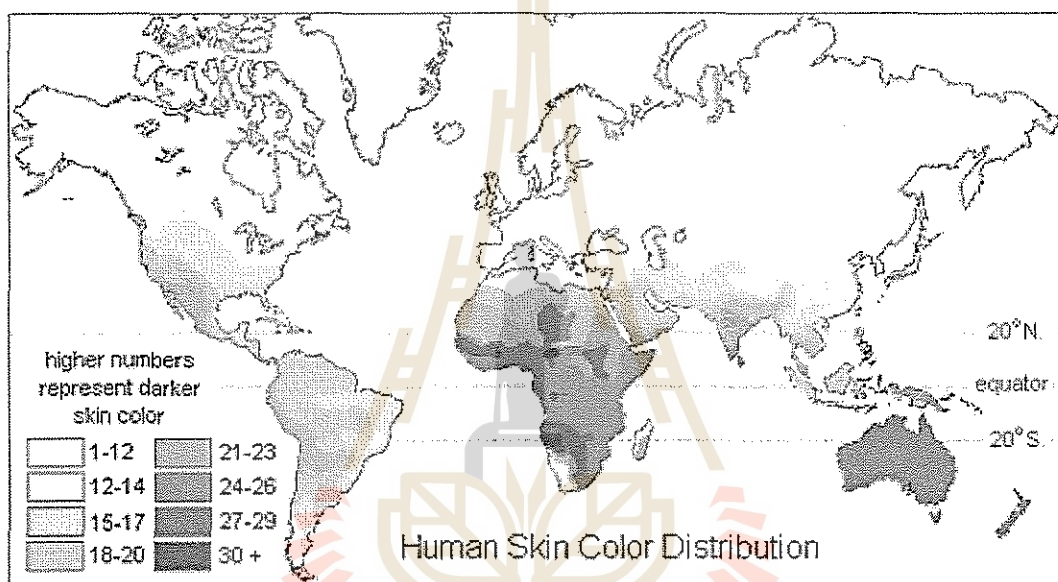 20°N.
higher numbers
represent darker
skin color
equator
20°S.
1-12
21-23
12-14
24-26
15-17
27-29
18-20
30 +
Human Skin Color Distribution